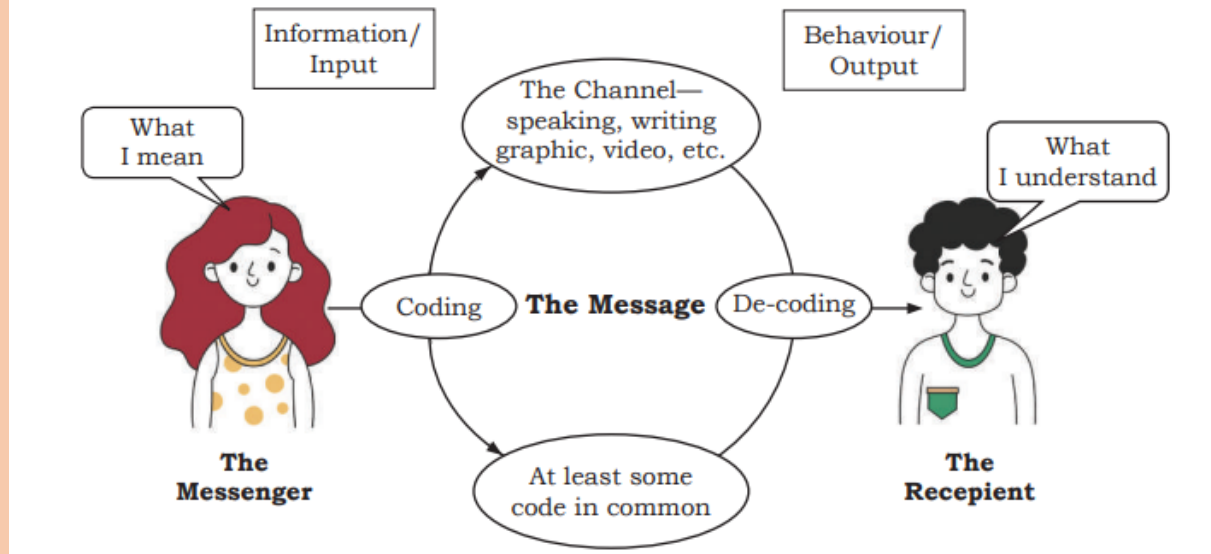 Information/
Input
Behaviour/
Output
The Channel—
speaking, writing
graphic, video, etc.
What
I mean
What
I understand
Coding
The Message
De-coding
The
Messenger
The
Recepient
At least some
code in common